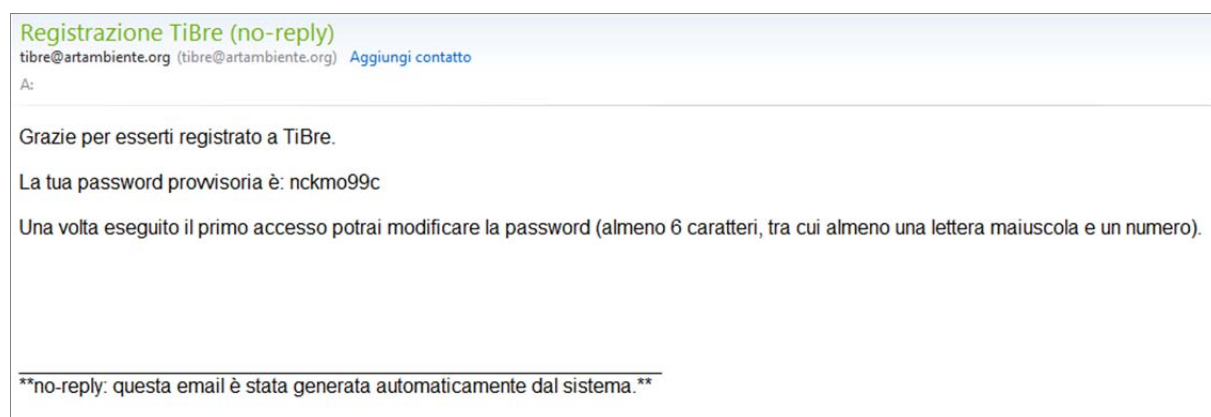 Registrazione TiBre (no-reply)
tibre@artambiente.org (tibre@artambiente.org) Aggiungi contatto
A:
Grazie per esserti registrato a TiBre.
La tua password provvisoria è: nckmo99c
Una volta eseguito il primo accesso potrai modificare la password (almeno 6 caratteri, tra cui almeno una lettera maiuscola e un numero).
**no-reply: questa email è stata generata automaticamente dal sistema.**